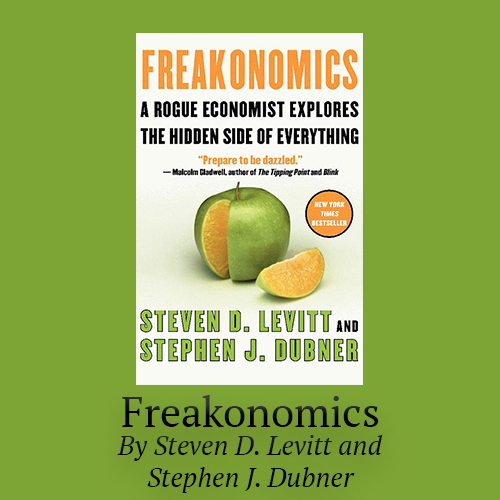 FREAKONOMICS
A ROGUE ECONOMIST EXPLORES
THE HIDDEN SIDE OF EVERYTHING
“Prepare to be dazzled.”
— Malcolm Gladwell, author of The Tipping Point and Blink
NEW YORK
TIMES
BESTSELLER
STEVEN D. LEVITT AND
STEPHEN J. DUBNER
Freakonomics
By Steven D. Levitt and
Stephen J. Dubner